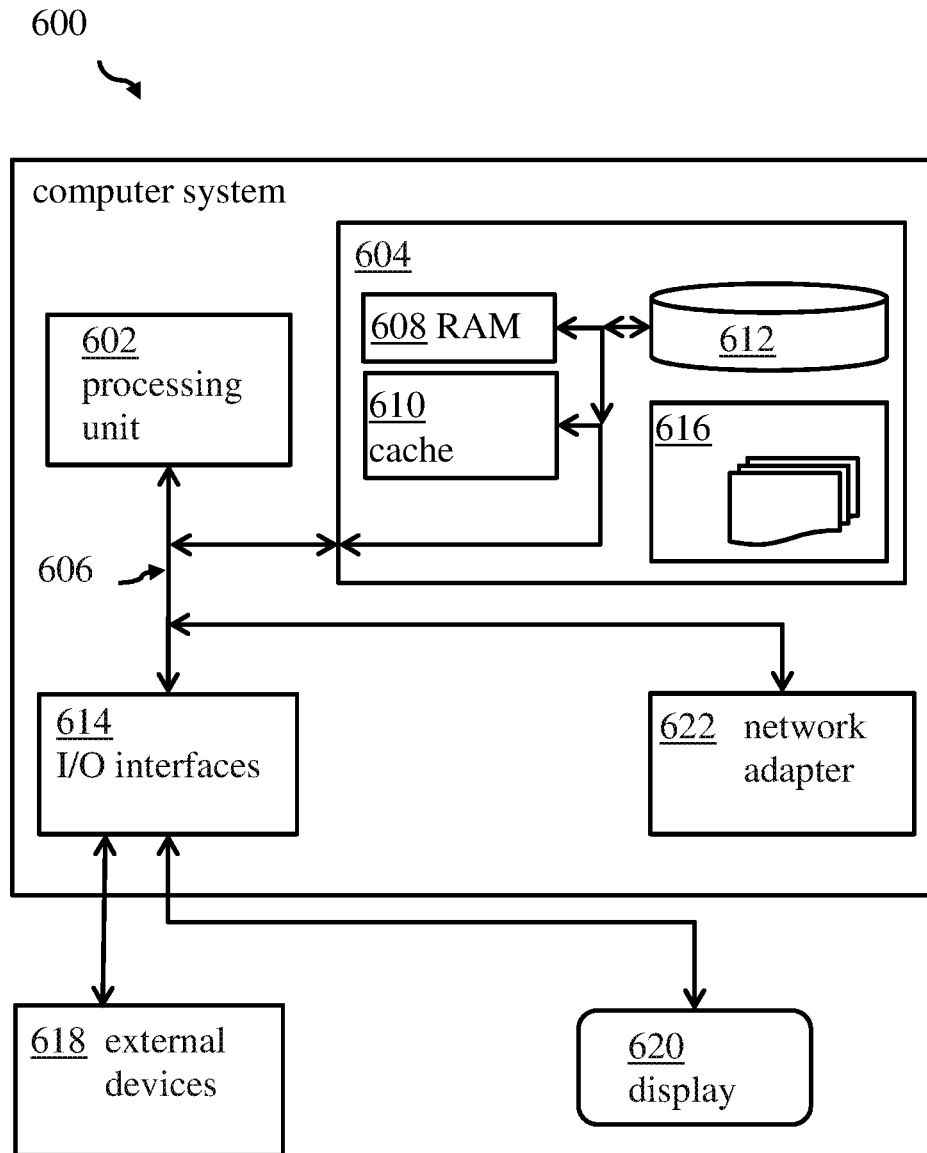 600
computer system
604
608 RAM
612
602
processing
unit
610
cache
616
606
614
I/O interfaces
622 network
adapter
618 external
devices
620
display